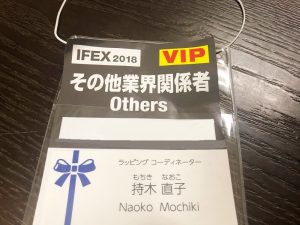 IFEX 2018 VIP
その他業界関係者
Others
ラッピング コーディネーター
もちき なおこ
持木 直子
Naoko Mochiki